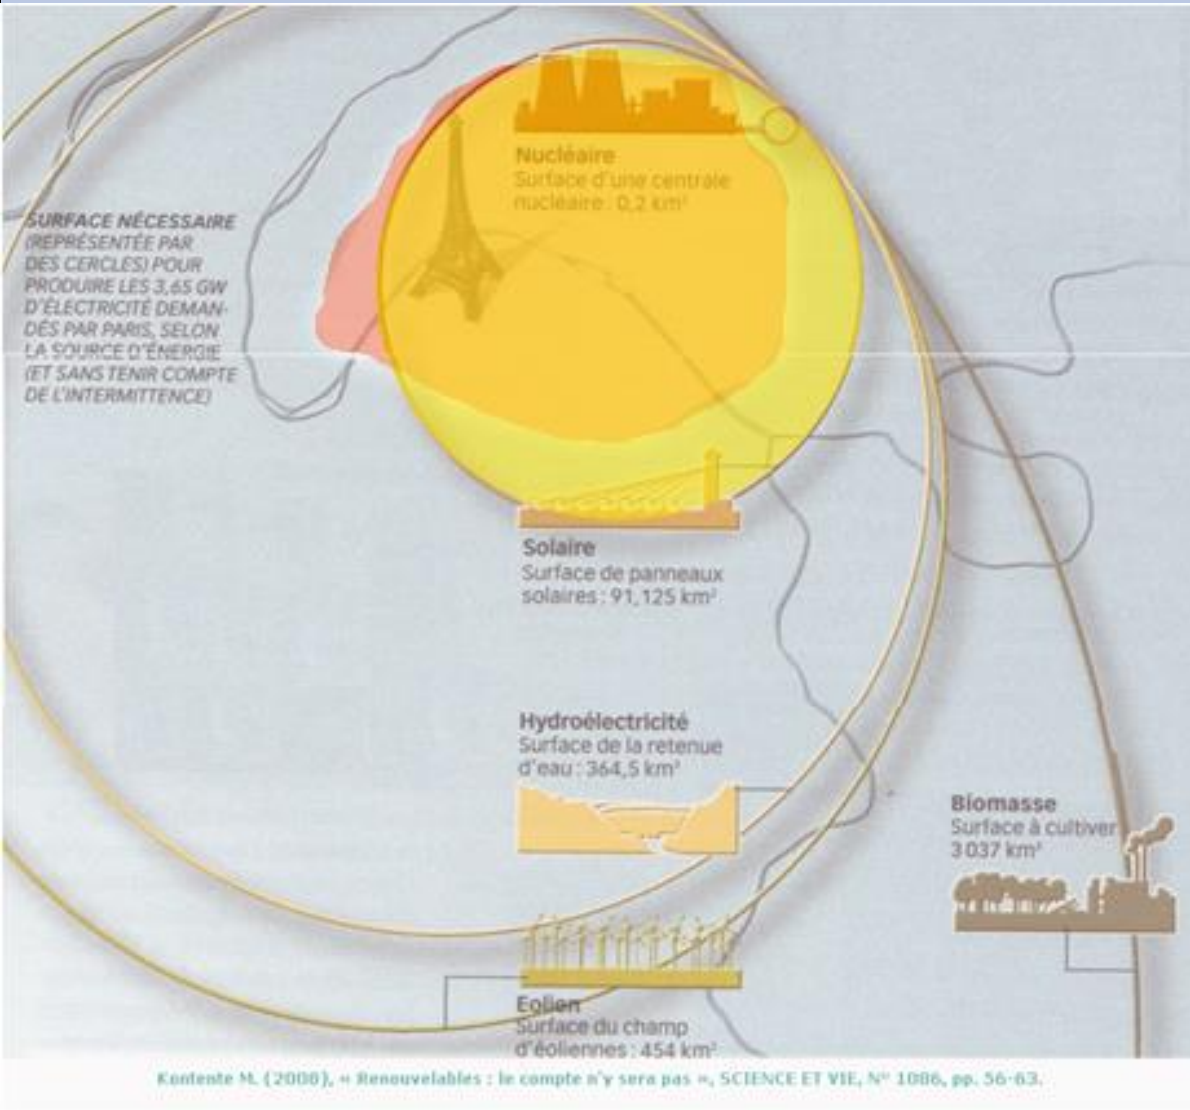 Nucléaire
Surface d'une centrale
nucléaire : 0,2 km²
SURFACE NÉCESSAIRE
(REPRÉSENTÉE PAR
DES CERCLES) POUR
PRODUIRE LES 3,65 GW
D'ÉLECTRICITÉ DEMAN-
DÉS PAR PARIS, SELON
LA SOURCE D'ÉNERGIE
(ET SANS TENIR COMPTE
DE L'INTERMITTENCE)
Solaire
Surface de panneaux
solaires : 91,125 km²
Hydroélectricité
Surface de la retenue
d'eau : 364,5 km²
Biomasse
Surface à cultiver
3 037 km²
Eolien
Surface du champ
d'éoliennes : 454 km²
Kontente M. (2008), « Renouvelables : le compte n'y sera pas », SCIENCE ET VIE, N° 1086, pp. 56-63.